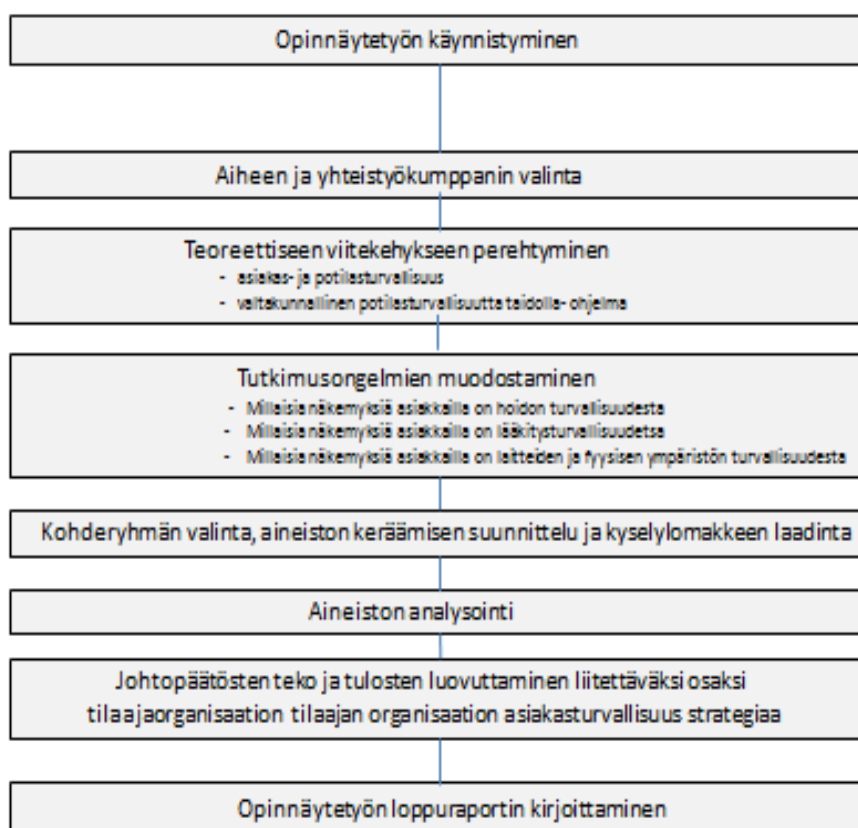 Opinnäytetyön käynnistyminen
Aiheen ja yhteistyökumppanin valinta
Teoreettiseen viitekehykseen perehtyminen
- asiakas- ja potilasturvallisuus
- valtakunnallinen potilasturvallisuutta taidolla- ohjelma
Tutkimusongelmien muodostaminen
- Millaisia näkemyksiä asiakkailla on hoidon turvallisuudesta
- Millaisia näkemyksiä asiakkailla on lääkitysturvallisuudetsa
- Millaisia näkemyksiä asiakkailla on laitteiden ja fyysisen ympäristön turvallisuudesta
Kohderyhmän valinta, aineiston keräämisen suunnittelu ja kyselylomakkeen laadinta
Aineiston analysointi
Johtopäätösten teko ja tulosten luovuttaminen liitettäväksi osaksi
tilaajaorganisaation tilaajan organisaation asiakasturvallisuus strategiaa
Opinnäytetyön loppuraportin kirjoittaminen